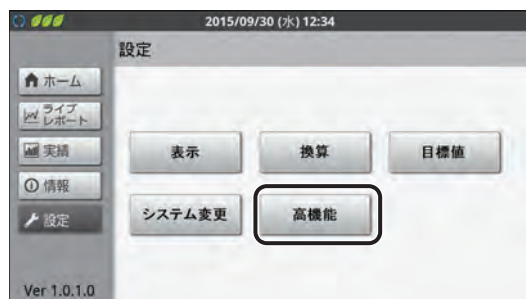 2015/09/30 (水) 12:34
設定
ホーム
ライブ
レポート
実績
情報
設定
表示
換算
目標値
システム変更
高機能
Ver 1.0.1.0